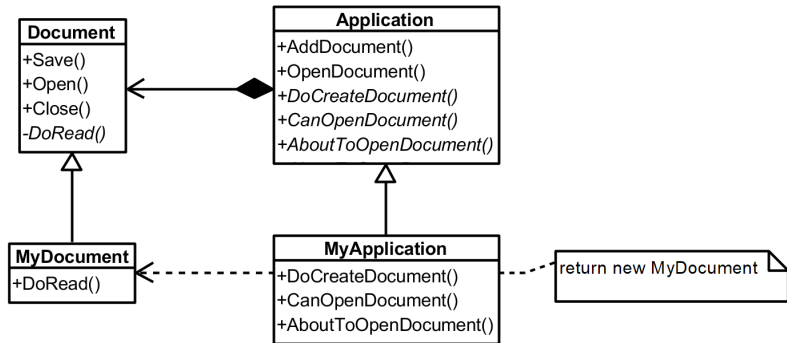 Document
+Save()
+Open()
+Close()
-DoRead()
Application
+AddDocument()
+OpenDocument()
+DoCreateDocument()
+CanOpenDocument()
+AboutToOpenDocument()
MyDocument
+DoRead()
MyApplication
+DoCreateDocument()
+CanOpenDocument()
+AboutToOpenDocument()
return new MyDocument